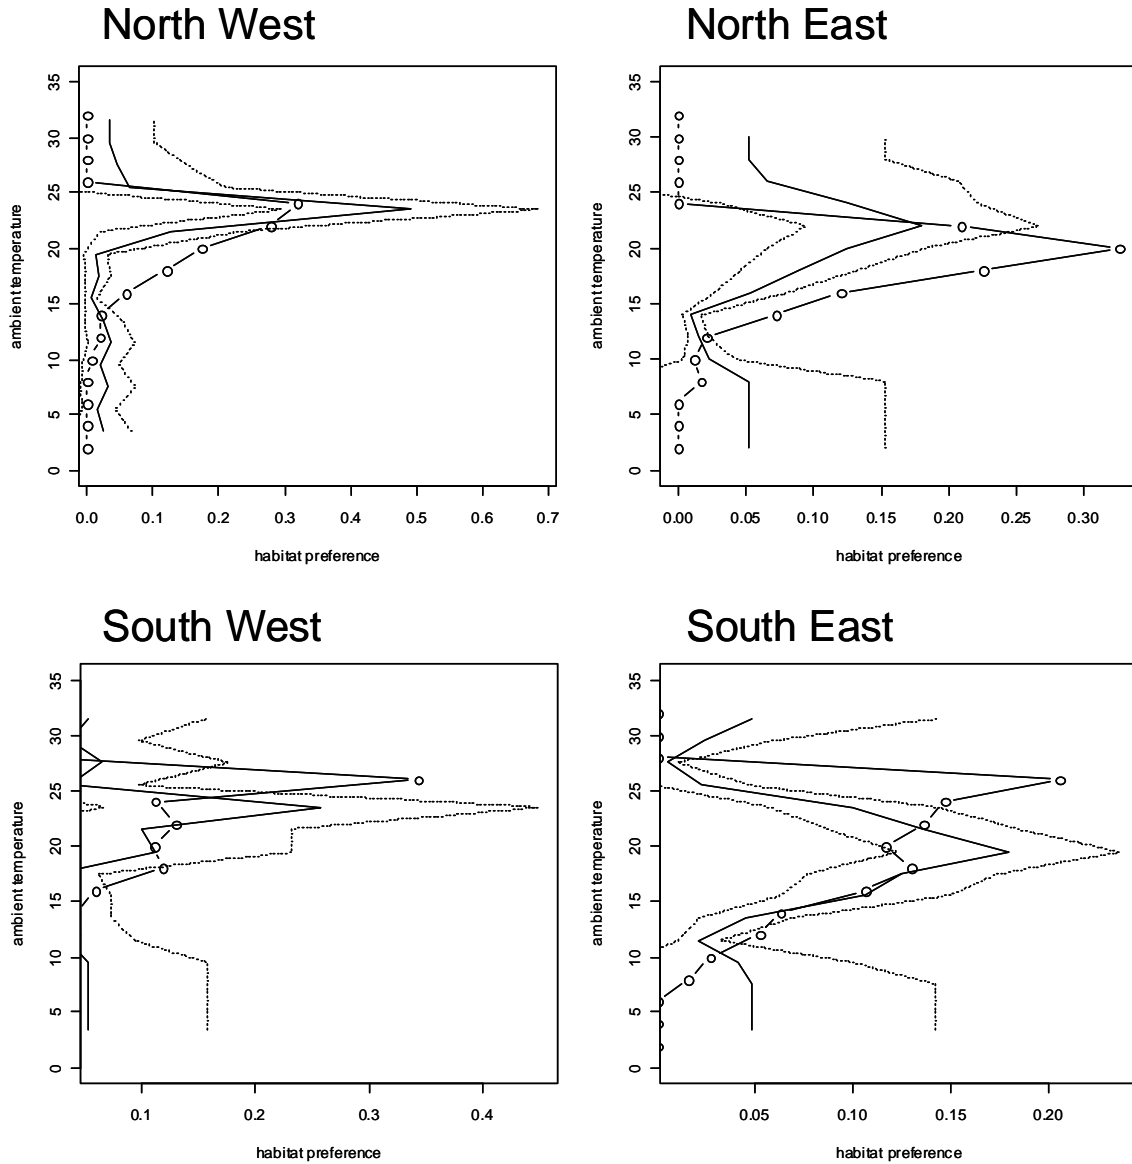 North West
North East
35
30
25
20
15
10
5
0
ambient temperature
0.0 0.1 0.2 0.3 0.4 0.5 0.6 0.7
habitat preference
35
30
25
20
15
10
5
0
ambient temperature
0.00 0.05 0.10 0.15 0.20 0.25 0.30
habitat preference
South West
South East
35
30
25
20
15
10
5
0
ambient temperature
0.1 0.2 0.3 0.4
habitat preference
35
30
25
20
15
10
5
0
ambient temperature
0.05 0.10 0.15 0.20
habitat preference